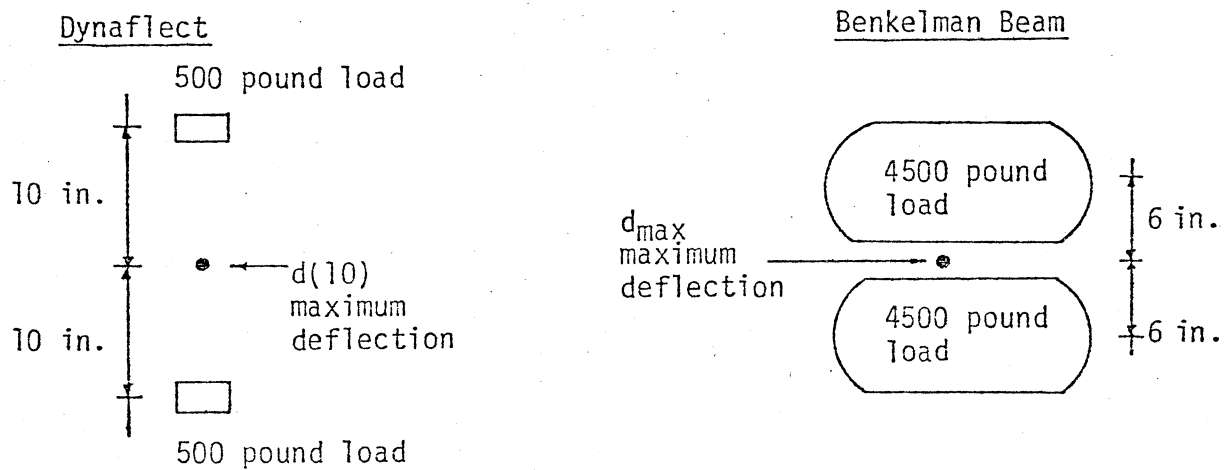 Dynaflect
500 pound load
10 in.
10 in.
d(10)
maximum
deflection
500 pound load
Benkelman Beam
4500 pound
load
6 in.
dmax
maximum
deflection
4500 pound
load
6 in.